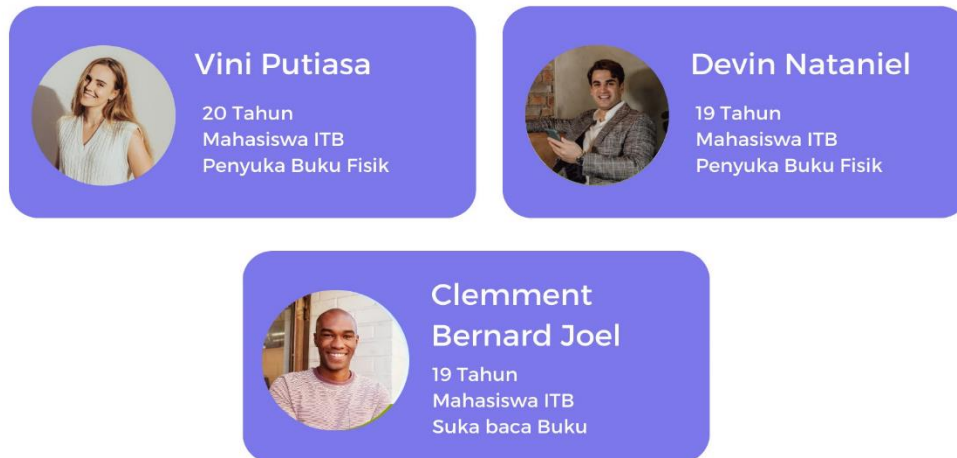 Vini Putiasa
20 Tahun
Mahasiswa ITB
Penyuka Buku Fisik
Devin Nataniel
19 Tahun
Mahasiswa ITB
Penyuka Buku Fisik
Clemment
Bernard Joel
19 Tahun
Mahasiswa ITB
Suka baca Buku